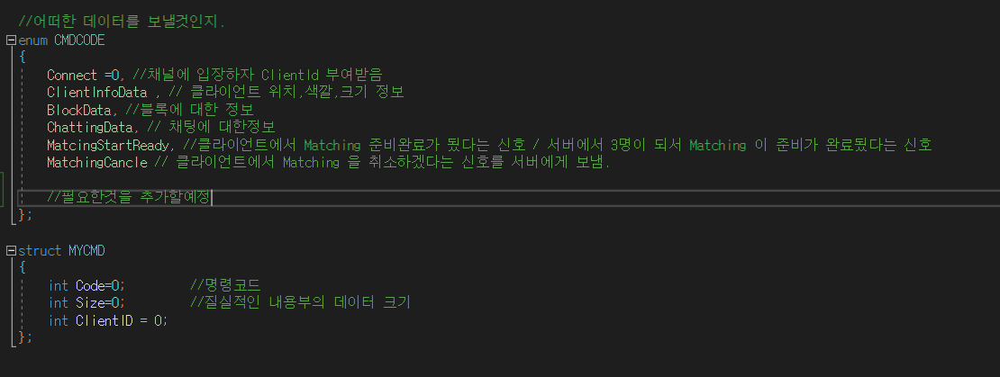 //어떠한 데이터를 보낼것인지.
enum CMDCODE
{
Connect =0, //채널에 입장하자 ClientId 부여받음
ClientInfoData , // 클라이언트 위치,색깔,크기 정보
BlockData, //블록에 대한 정보
ChattingData, // 채팅에 대한정보
MatcingStartReady, //클라이언트에서 Matching 준비완료가 됬다는 신호 / 서버에서 3명이 되서 Matching 이 준비가 완료됬다는 신호
MatchingCancle // 클라이언트에서 Matching 을 취소하겠다는 신호를 서버에게 보냄.
//필요한것을 추가할예정
};
struct MYCMD
{
int Code=0; //명령코드
int Size=0; //질실적인 내용부의 데이터 크기
int ClientID = 0;
};